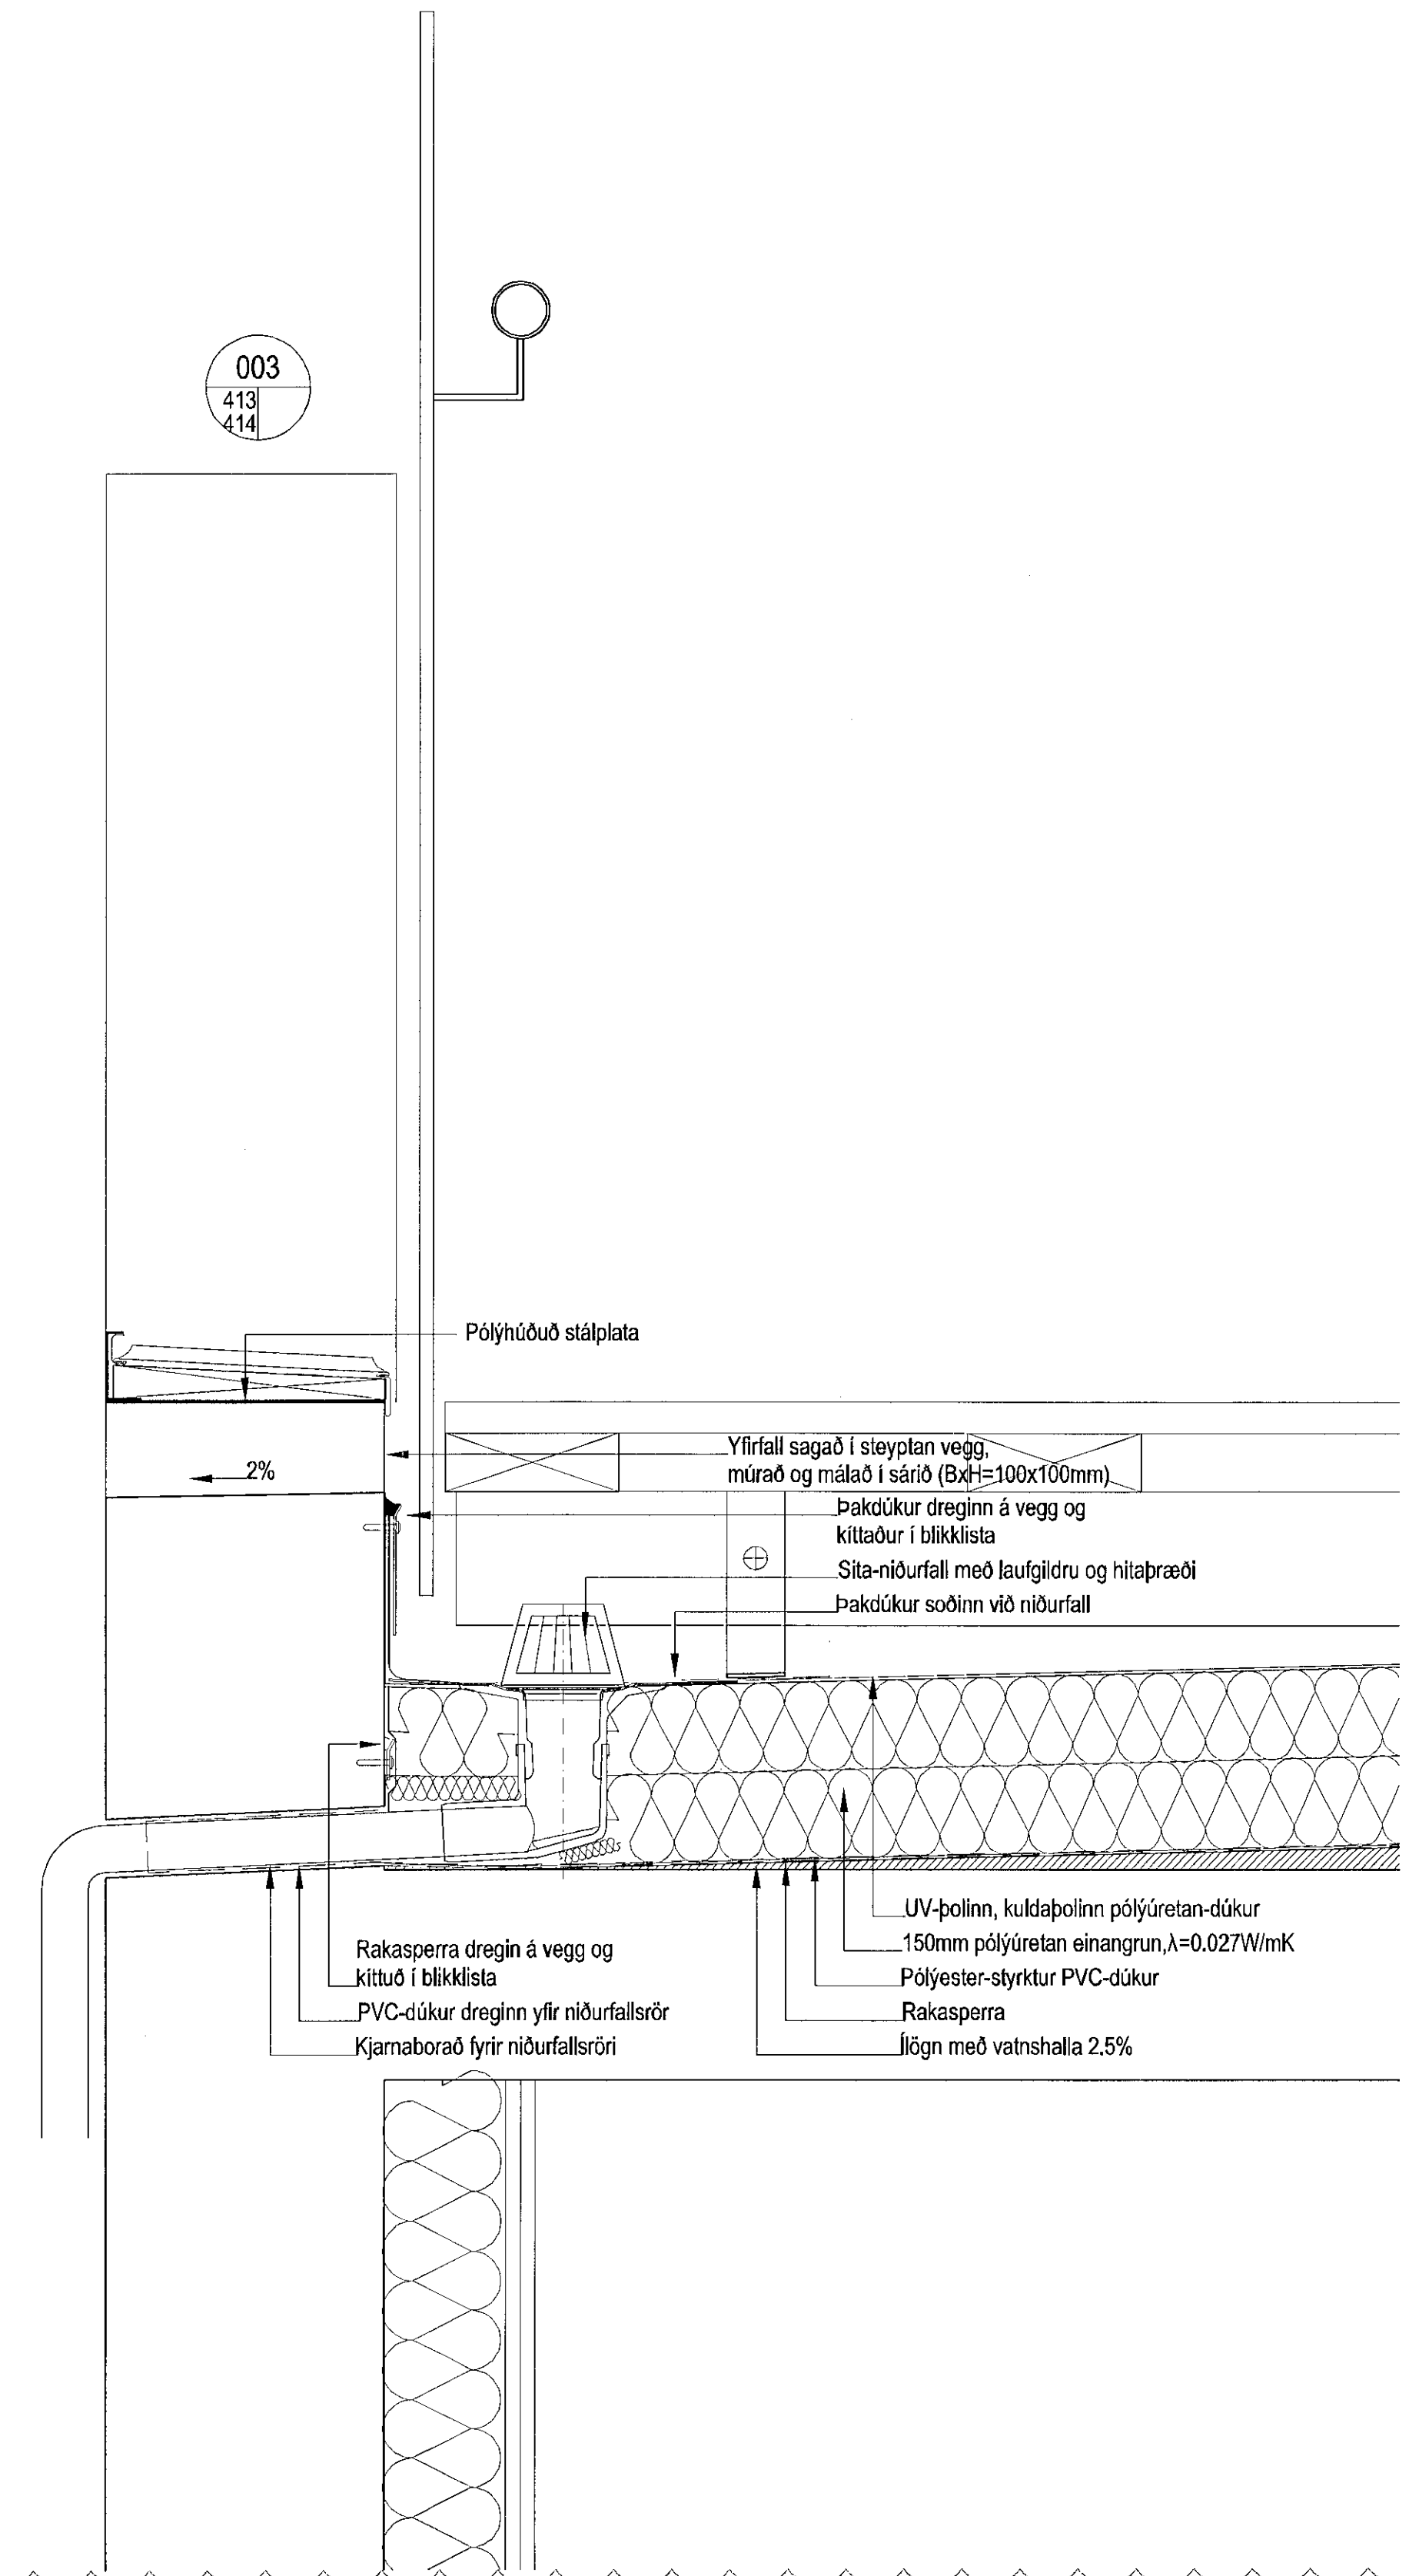 003
413
414
Pólýhúðuð stálplata
Yfirfall sagað í steyptan vegg,
múrað og málað í sárið (BxH=100x100mm)
2%
Þakdúkur dreginn á vegg og
kíttaður í blikklista
Sita-niðurfall með laufgildru og hitaþræði
Þakdúkur soðinn við niðurfall
UV-þolinn, kuldaþolinn pólýúretan-dúkur
150mm pólýúretan einangrun,λ=0.027W/mK
Pólýester-styrktur PVC-dúkur
Rakasperra
Ílögn með vatnshalla 2.5%
Rakasperra dregin á vegg og
kíttuð í blikklista
PVC-dúkur dreginn yfir niðurfallsrör
Kjarnaborað fyrir niðurfallsröri